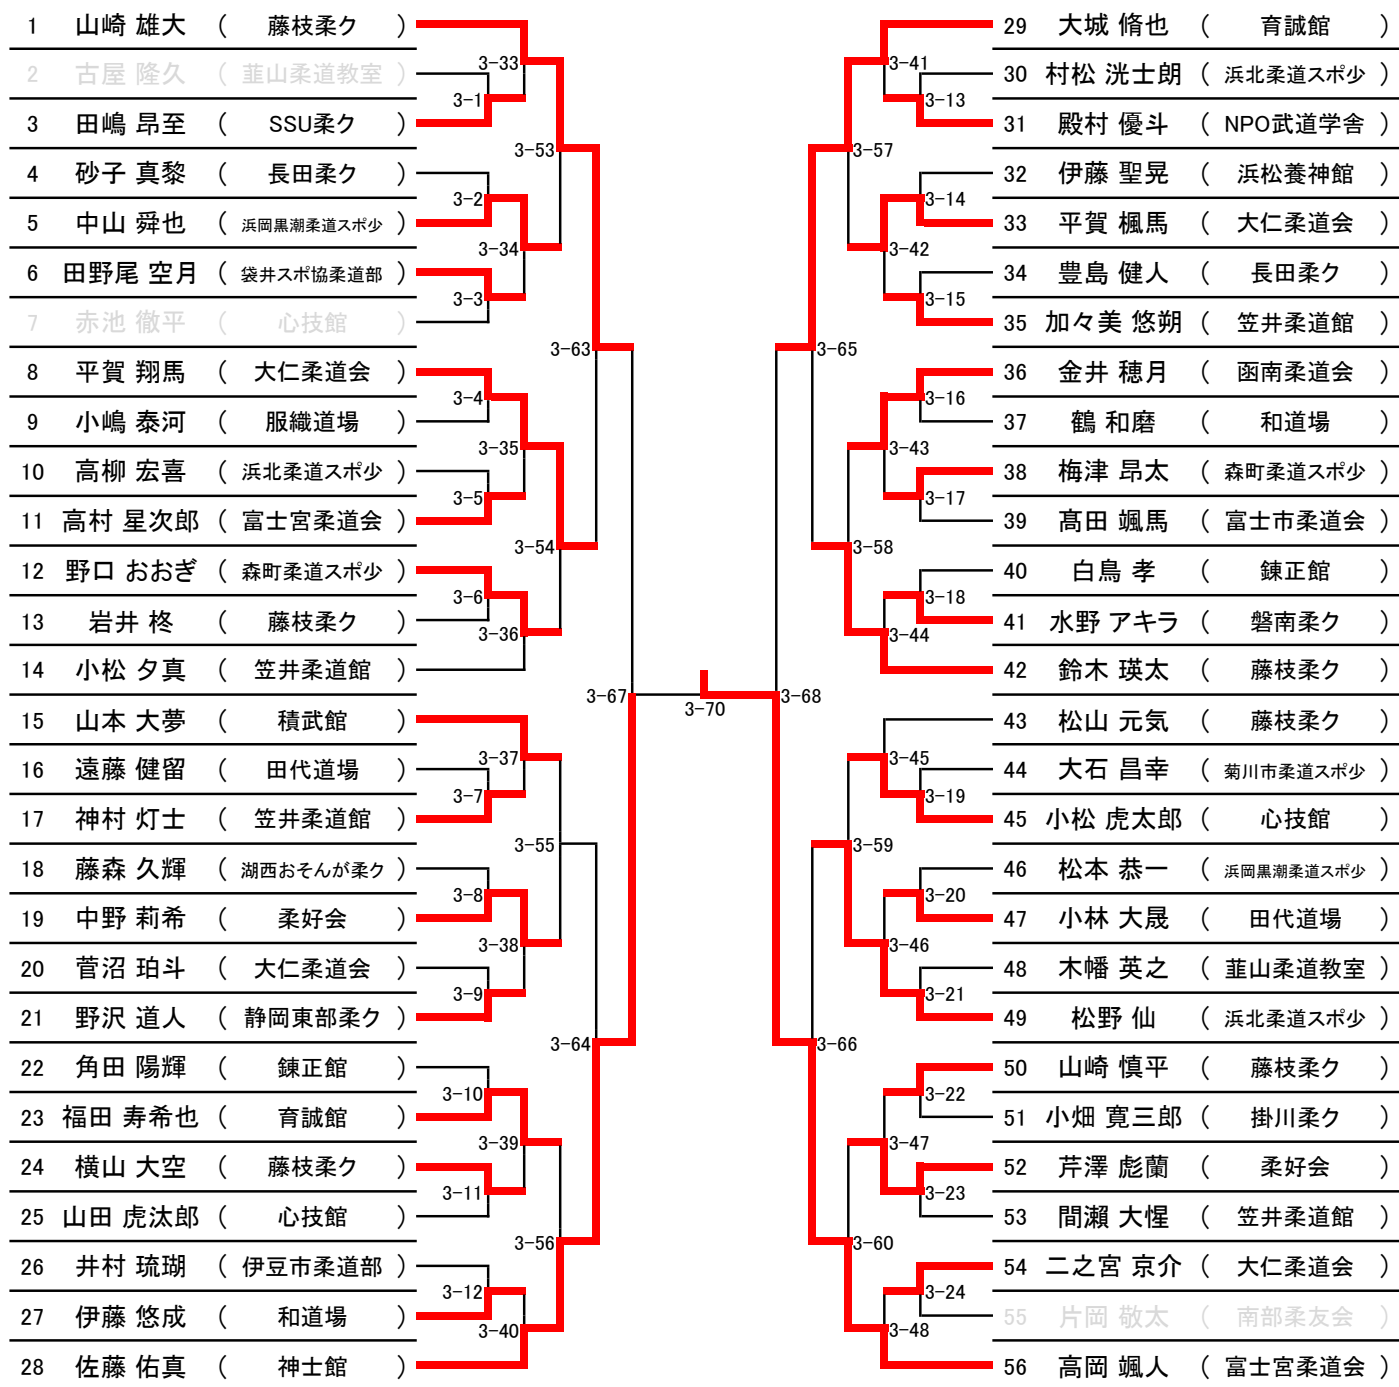 1 山崎 雄大 ( 藤枝柔ク )
2 古屋 隆久 ( 韮山柔道教室 )
3 田嶋 昂至 ( SSU柔ク )
4 砂子 真黎 ( 長田柔ク )
5 中山 舜也 ( 浜岡黒潮柔道スポ少 )
6 田野尾 空月 ( 袋井スポ協柔道部 )
7 赤池 徹平 ( 心技館 )
8 平賀 翔馬 ( 大仁柔道会 )
9 小嶋 泰河 ( 服織道場 )
10 高柳 宏喜 ( 浜北柔道スポ少 )
11 高村 星次郎 ( 富士宮柔道会 )
12 野口 おおぎ ( 森町柔道スポ少 )
13 岩井 柊 ( 藤枝柔ク )
14 小松 夕真 ( 笠井柔道館 )
15 山本 大夢 ( 積武館 )
16 遠藤 健留 ( 田代道場 )
17 神村 灯士 ( 笠井柔道館 )
18 藤森 久輝 ( 湖西おそんが柔ク )
19 中野 莉希 ( 柔好会 )
20 菅沼 珀斗 ( 大仁柔道会 )
21 野沢 道人 ( 静岡東部柔ク )
22 角田 陽輝 ( 錬正館 )
23 福田 寿希也 ( 育誠館 )
24 横山 大空 ( 藤枝柔ク )
25 山田 虎汰郎 ( 心技館 )
26 井村 琉瑚 ( 伊豆市柔道部 )
27 伊藤 悠成 ( 和道場 )
28 佐藤 佑真 ( 神士館 )
3-33
3-1
3-53
3-2
3-34
3-3
3-63
3-4
3-35
3-5
3-54
3-6
3-36
3-67
3-37
3-7
3-55
3-8
3-38
3-9
3-64
3-10
3-39
3-11
3-56
3-12
3-40
3-70
3-41
3-13
3-57
3-14
3-42
3-15
3-65
3-16
3-43
3-17
3-58
3-18
3-44
3-68
3-45
3-19
3-59
3-20
3-46
3-21
3-66
3-22
3-47
3-23
3-60
3-24
3-48
29 大城 脩也 ( 育誠館 )
30 村松 洸士朗 ( 浜北柔道スポ少 )
31 殿村 優斗 ( NPO武道学舎 )
32 伊藤 聖晃 ( 浜松養神館 )
33 平賀 楓馬 ( 大仁柔道会 )
34 豊島 健人 ( 長田柔ク )
35 加々美 悠朔 ( 笠井柔道館 )
36 金井 穂月 ( 函南柔道会 )
37 鶴 和磨 ( 和道場 )
38 梅津 昂太 ( 森町柔道スポ少 )
39 髙田 颯馬 ( 富士市柔道会 )
40 白鳥 孝 ( 錬正館 )
41 水野 アキラ ( 磐南柔ク )
42 鈴木 瑛太 ( 藤枝柔ク )
43 松山 元気 ( 藤枝柔ク )
44 大石 昌幸 ( 菊川市柔道スポ少 )
45 小松 虎太郎 ( 心技館 )
46 松本 恭一 ( 浜岡黒潮柔道スポ少 )
47 小林 大晟 ( 田代道場 )
48 木幡 英之 ( 韮山柔道教室 )
49 松野 仙 ( 浜北柔道スポ少 )
50 山崎 慎平 ( 藤枝柔ク )
51 小畑 寛三郎 ( 掛川柔ク )
52 芹澤 彪蘭 ( 柔好会 )
53 間瀨 大惺 ( 笠井柔道館 )
54 二之宮 京介 ( 大仁柔道会 )
55 片岡 敬太 ( 南部柔友会 )
56 高岡 颯人 ( 富士宮柔道会 )